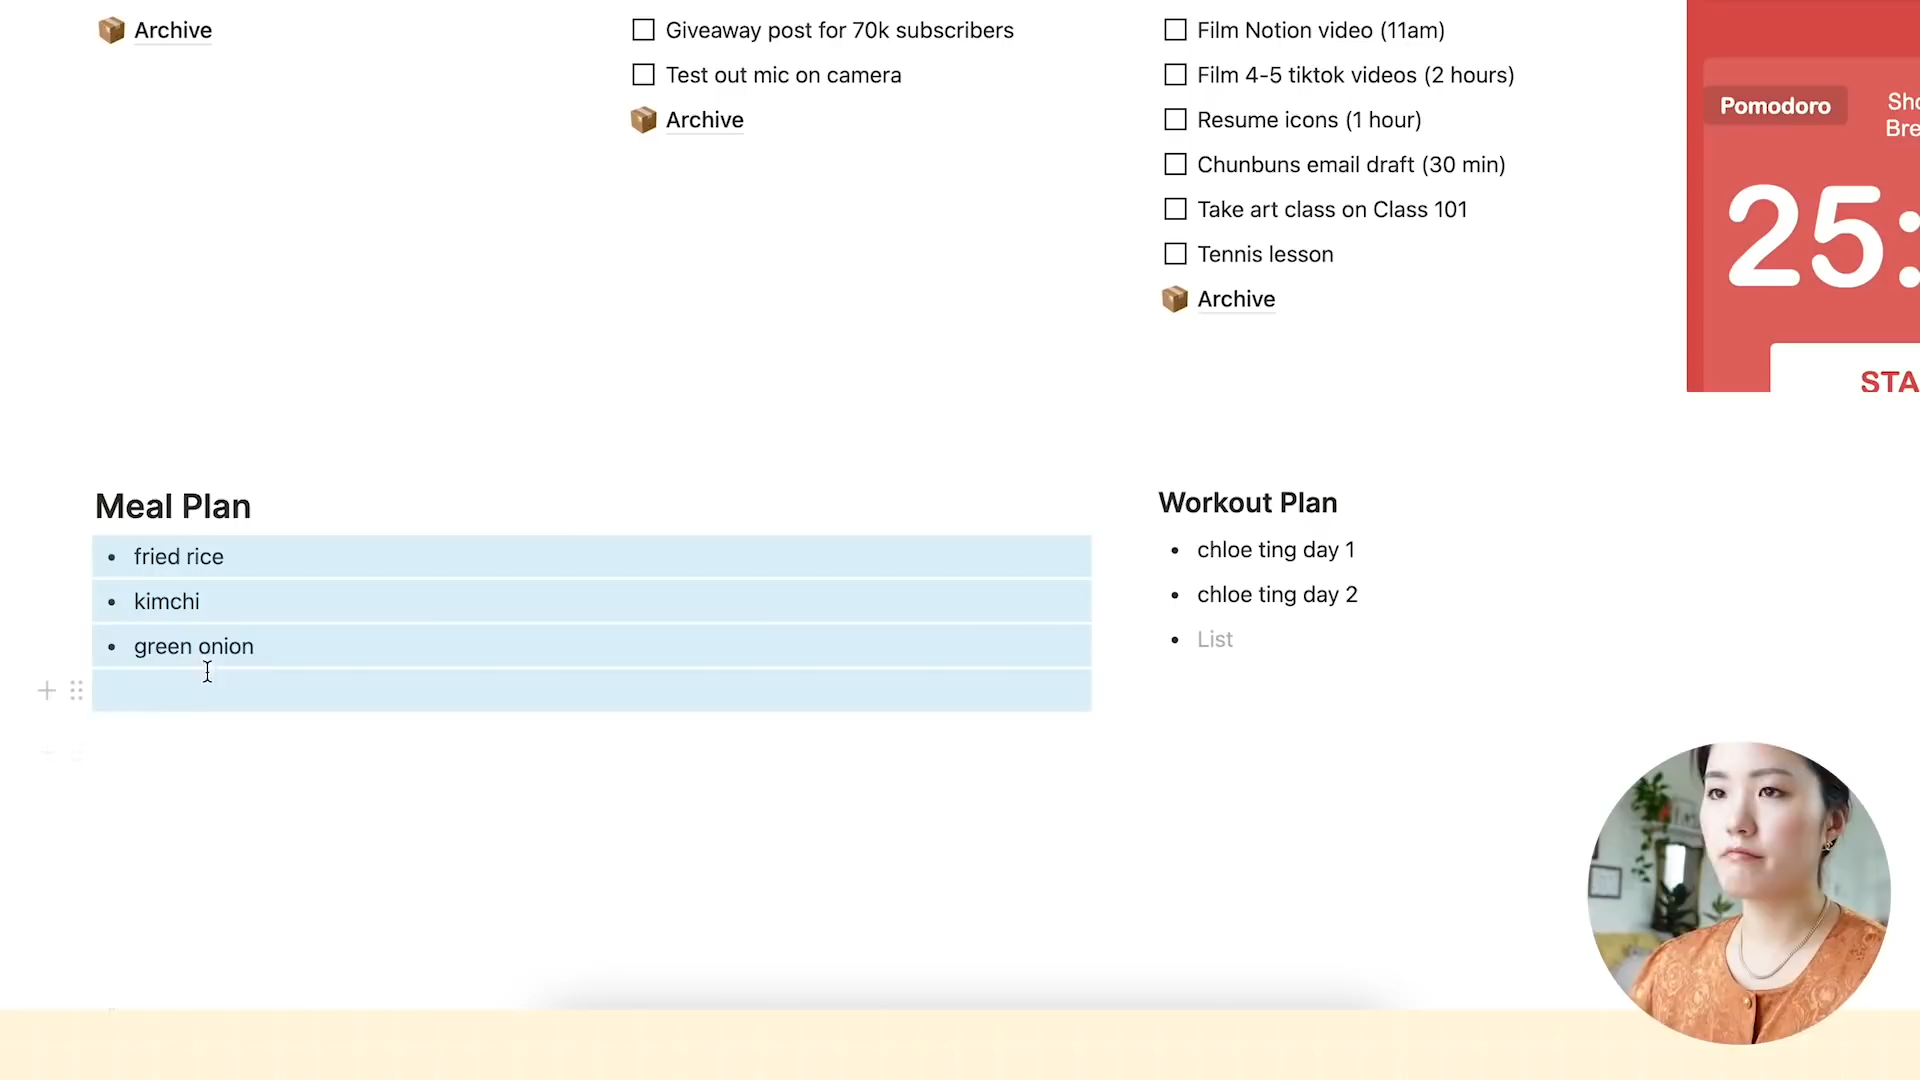 Archive
Giveaway post for 70k subscribers
Test out mic on camera
Archive
Film Notion video (11am)
Film 4-5 tiktok videos (2 hours)
Resume icons (1 hour)
Chunbuns email draft (30 min)
Take art class on Class 101
Tennis lesson
Archive
Pomodoro
Sho
Bre
25:
STA
Meal Plan
• fried rice
• kimchi
• green onion
Workout Plan
• chloe ting day 1
• chloe ting day 2
• List